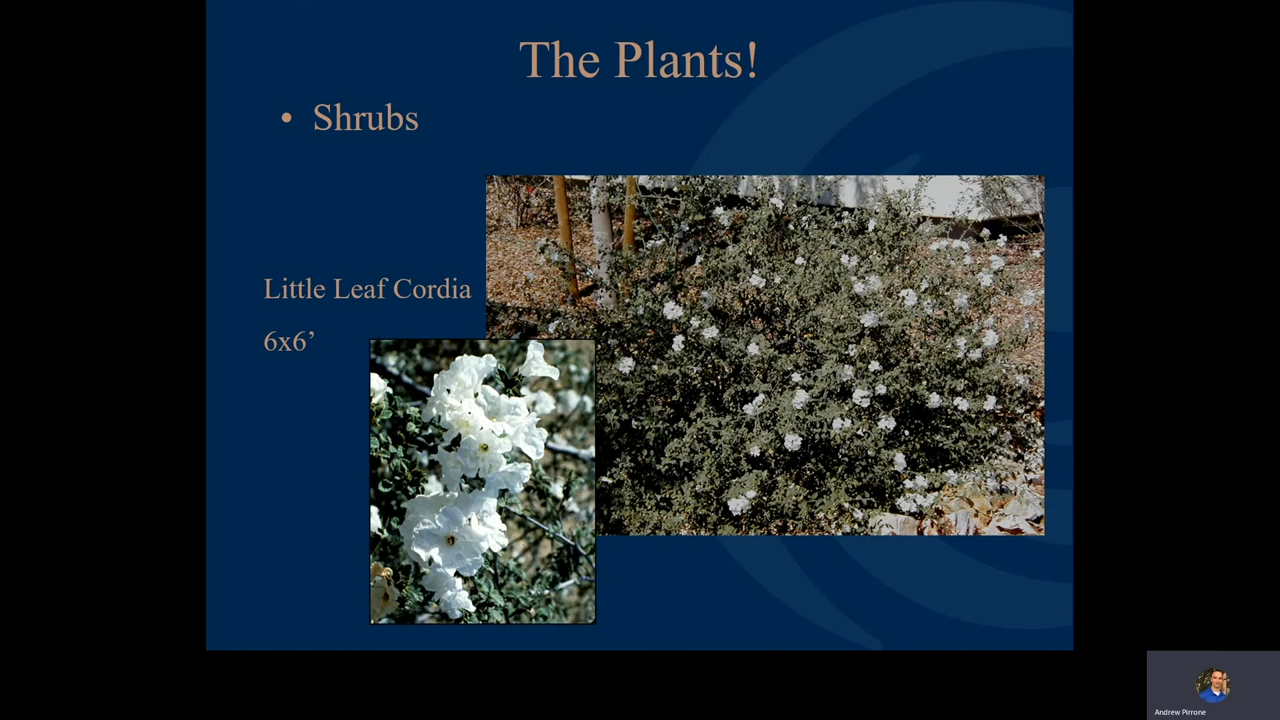 The Plants!
• Shrubs
Little Leaf Cordia
6x6’
Andrew Pirrone